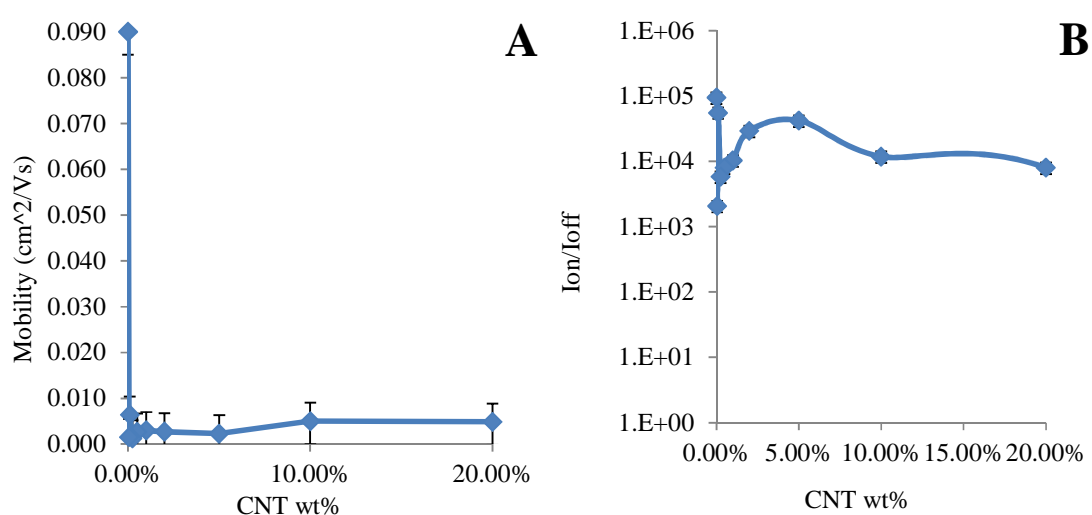 A
0.090
0.080
0.070
0.060
0.050
0.040
0.030
0.020
0.010
0.000
Mobility (cm^2/Vs)
0.00% 10.00% 20.00%
CNT wt%
B
1.E+06
1.E+05
1.E+04
1.E+03
1.E+02
1.E+01
1.E+00
Ion/Ioff
0.00% 5.00% 10.00% 15.00% 20.00%
CNT wt%